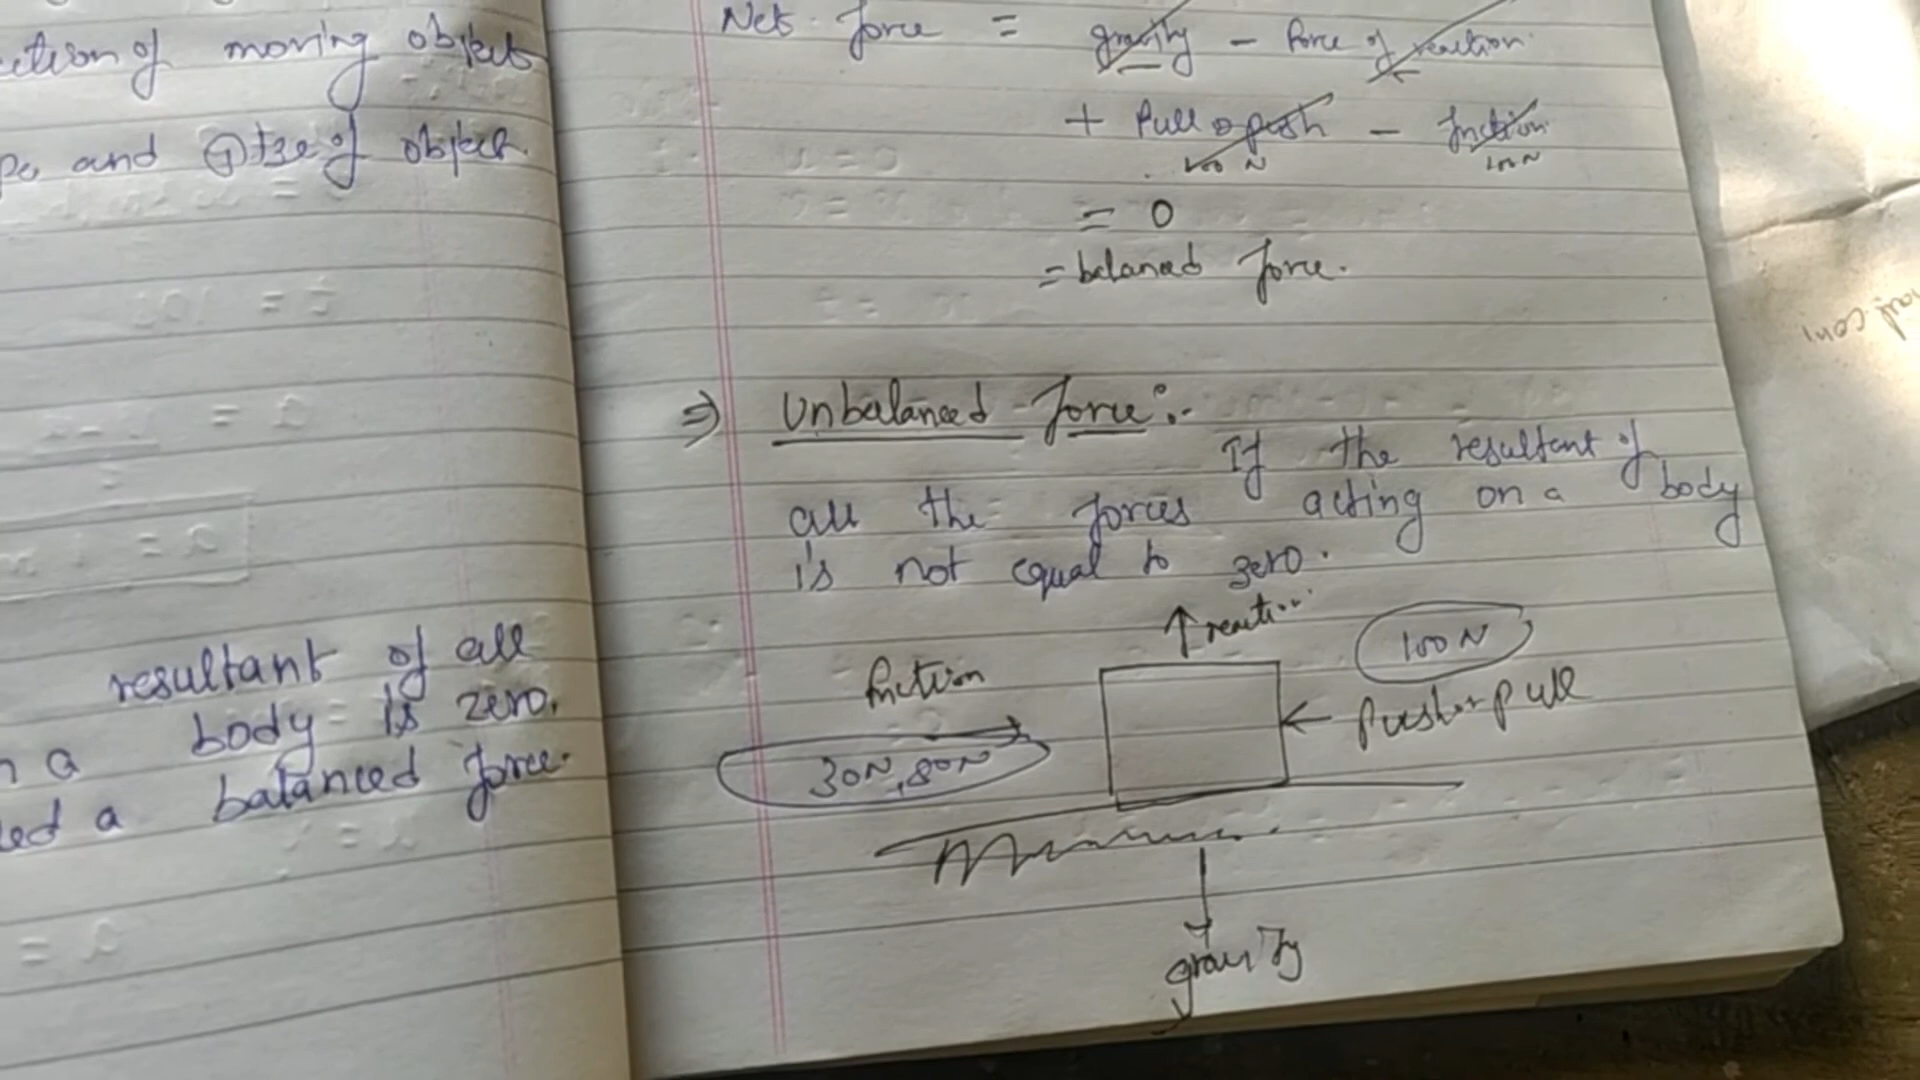 of moving object
and ④ size of object.
resultant of all
a body is zero.
a balanced force.
Net force = gravity - force of reaction
+ Pull or push - friction
100 N 100 N
= 0
= balanced force.
⇒ Unbalanced force:-
If the resultant of
all the forces acting on a body
is not equal to zero.
↑
friction 100 N
→ ← Push or pull
30N, 80N
gravity